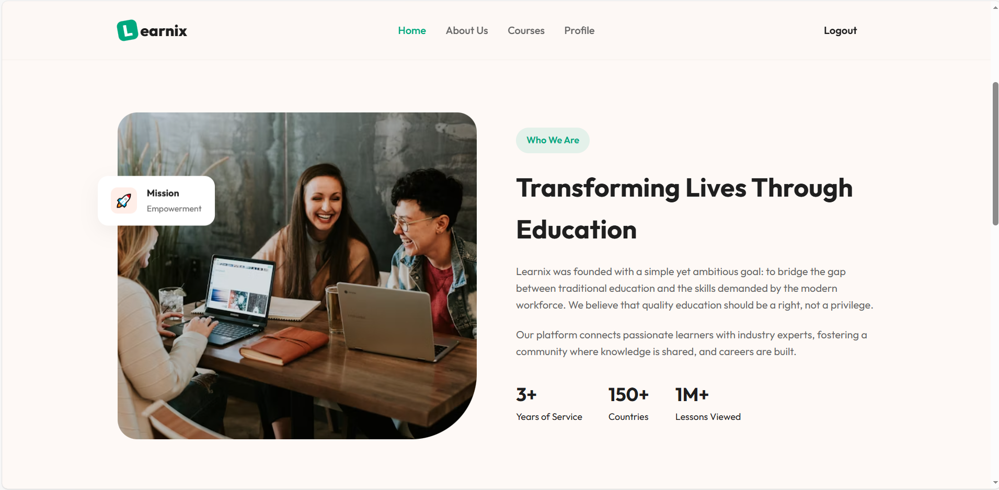 Learnix
Home
About Us
Courses
Profile
Logout
Mission
Empowerment
Who We Are
Transforming Lives Through
Education
Learnix was founded with a simple yet ambitious goal: to bridge the gap
between traditional education and the skills demanded by the modern
workforce. We believe that quality education should be a right, not a privilege.
Our platform connects passionate learners with industry experts, fostering a
community where knowledge is shared, and careers are built.
3+
Years of Service
150+
Countries
1M+
Lessons Viewed